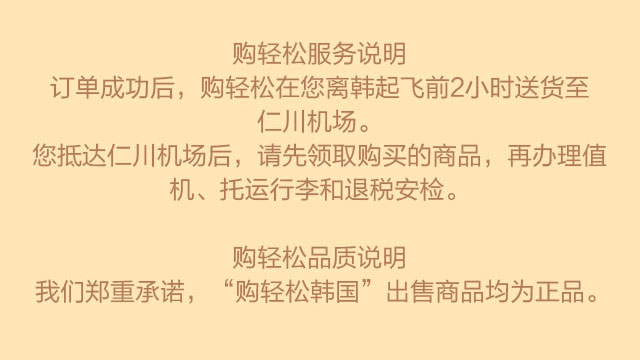 购轻松服务说明
订单成功后，购轻松在您离韩起飞前2小时送货至
仁川机场。
您抵达仁川机场后，请先领取购买的商品，再办理值
机、托运行李和退税安检。
购轻松品质说明
我们郑重承诺，“购轻松韩国”出售商品均为正品。